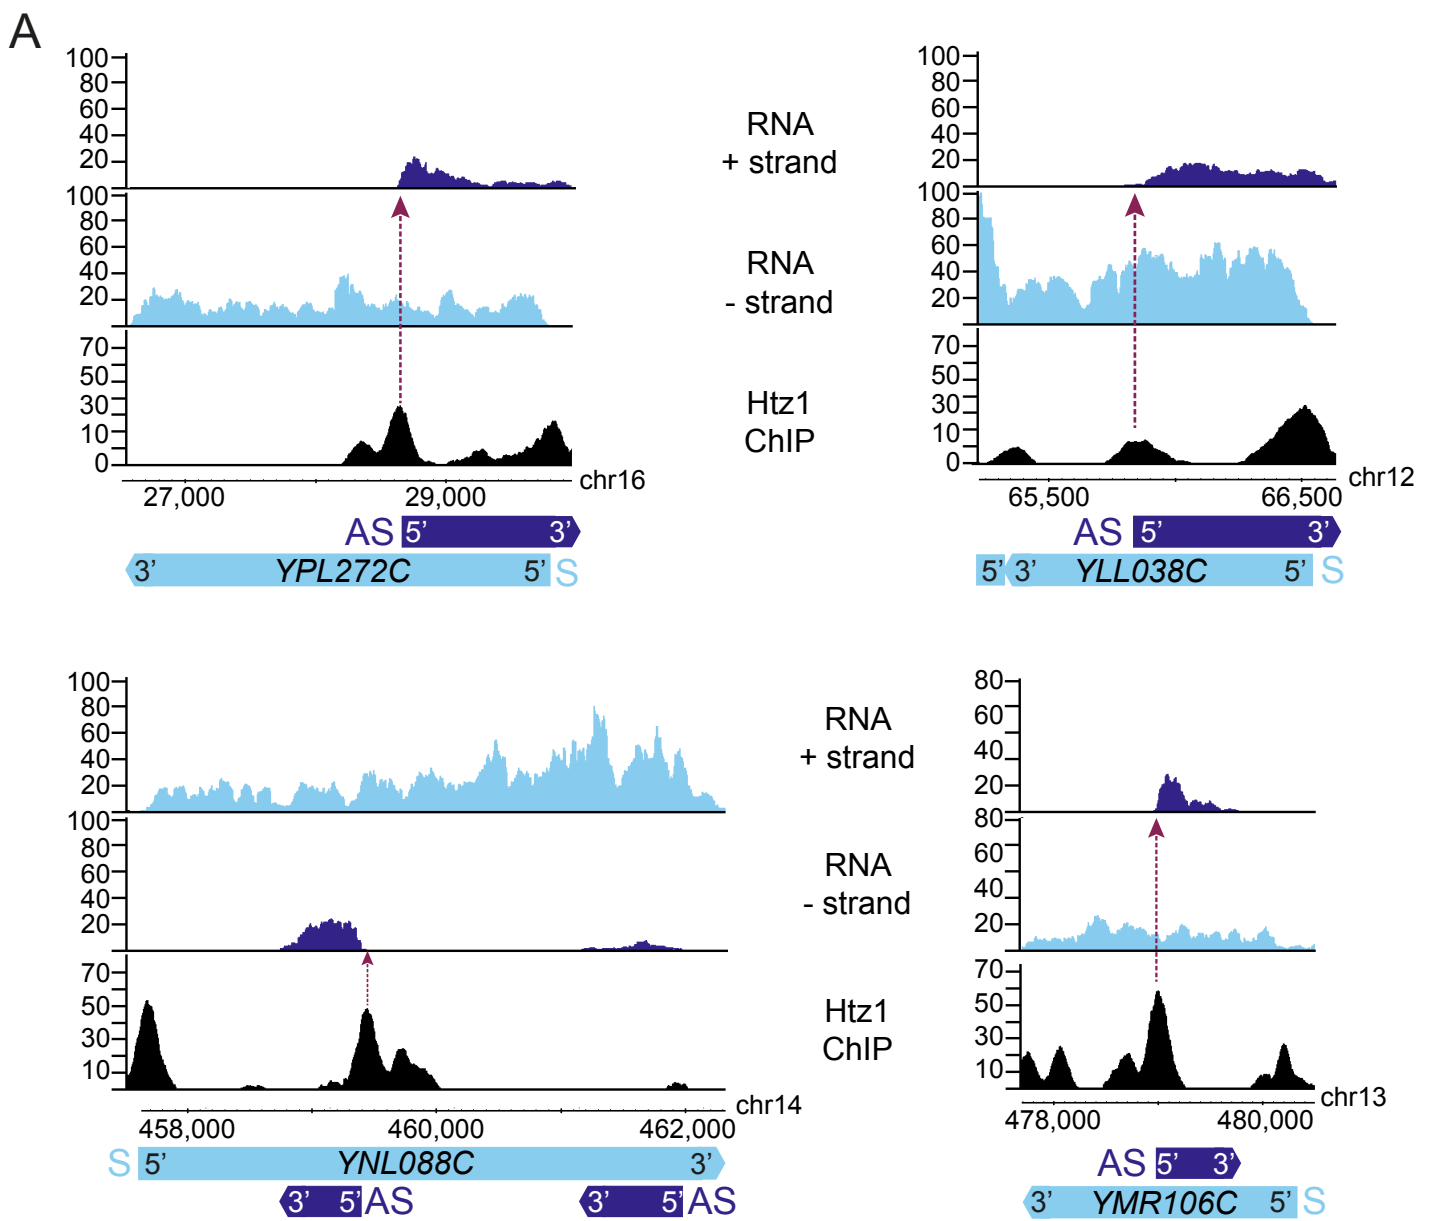 A
100
80
60
40
20
100
80
60
40
20
70
50
30
10
0
27,000
29,000
chr16
AS 5’ 3’
3’ YPL272C 5’ S
RNA
+ strand
RNA
- strand
Htz1
ChIP
100
80
60
40
20
100
80
60
40
20
70
50
30
10
0
65,500
66,500
chr12
AS 5’ 3’
5’ 3’ YLL038C 5’ S
100
80
60
40
20
100
80
60
40
20
70
50
30
10
458,000
460,000
462,000
chr14
S 5’ YNL088C 3’
3’ 5’ AS 3’ 5’ AS
RNA
+ strand
RNA
- strand
Htz1
ChIP
80
60
40
20
0
80
60
40
20
70
50
30
10
478,000
480,000
chr13
AS 5’ 3’
3’ YMR106C 5’ S